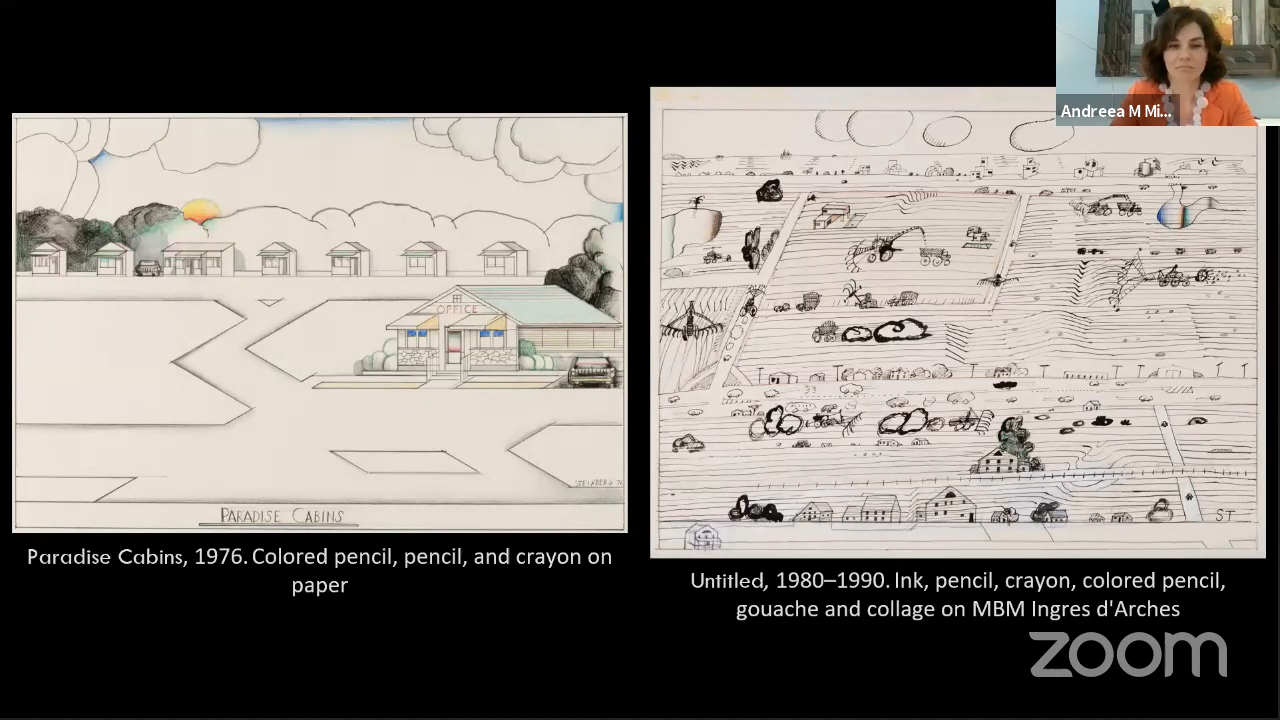 Andreea M Mi...
OFFICE
STEINBERG 76
PARADISE CABINS
ST
Paradise Cabins, 1976. Colored pencil, pencil, and crayon on
paper
Untitled, 1980–1990. Ink, pencil, crayon, colored pencil,
gouache and collage on MBM Ingres d'Arches
zoom